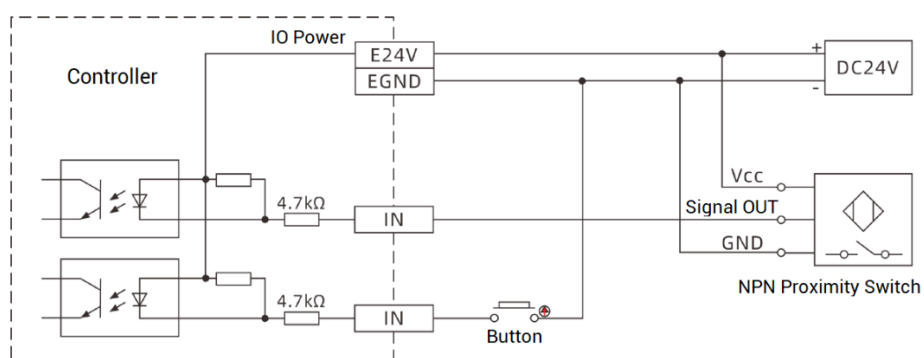 IO Power
E24V
+
DC24V
Controller
EGND
-
Vcc
4.7kΩ
IN
Signal OUT
GND
NPN Proximity Switch
4.7kΩ
IN
Button